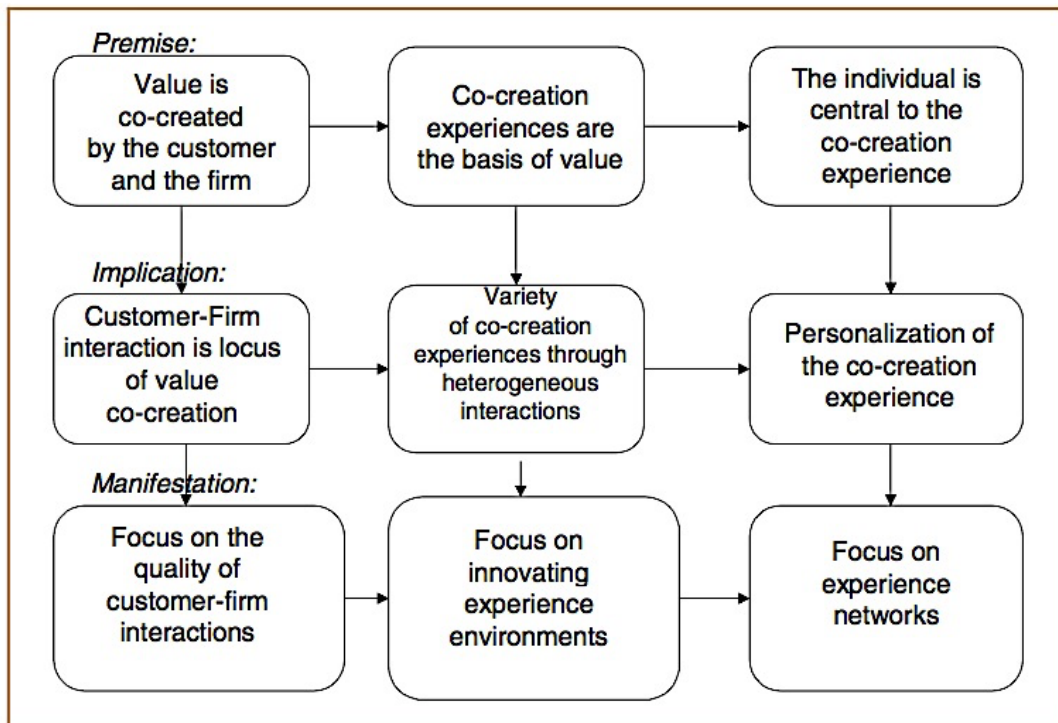 Premise:
Value is
co-created
by the customer
and the firm
Co-creation
experiences are
the basis of value
The individual is
central to the
co-creation
experience
Implication:
Customer-Firm
interaction is locus
of value
co-creation
Variety
of co-creation
experiences through
heterogeneous
interactions
Personalization of
the co-creation
experience
Manifestation:
Focus on the
quality of
customer-firm
interactions
Focus on
innovating
experience
environments
Focus on
experience
networks